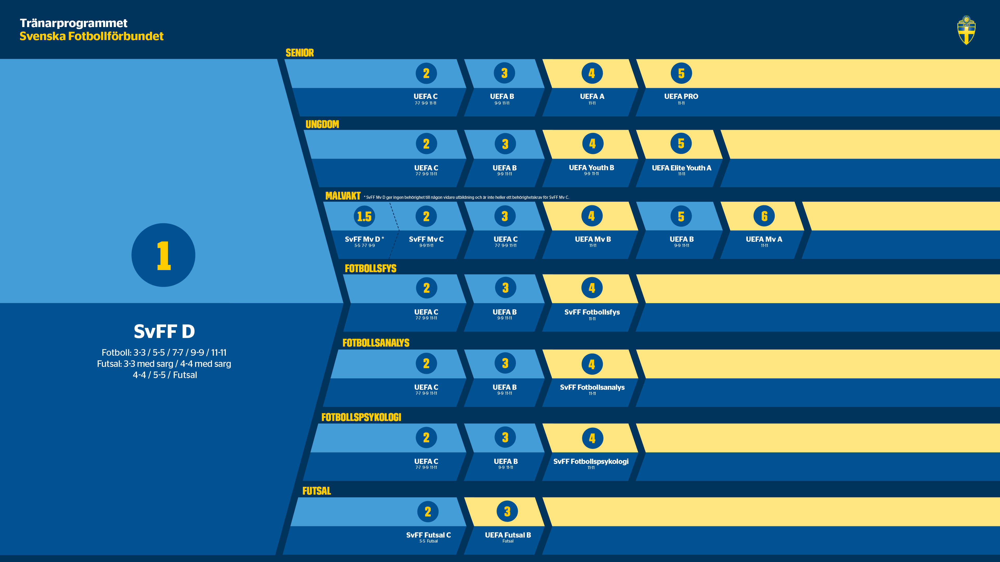 Tränarprogrammet
Svenska Fotbollförbundet
SvFF
1
SvFF D
Fotboll: 3-3 / 5-5 / 7-7 / 9-9 / 11-11
Futsal: 3-3 med sarg / 4-4 med sarg
4-4 / 5-5 / Futsal
SENIOR
2 3 4 5
UEFA C UEFA B UEFA A UEFA PRO
7-7 9-9 11-11 9-9 11-11 11-11 11-11
UNGDOM
2 3 4 5
UEFA C UEFA B UEFA Youth B UEFA Elite Youth A
7-7 9-9 11-11 9-9 11-11 9-9 11-11 11-11
MÅLVAKT * SvFF Mv D ger ingen behörighet till någon vidare utbildning och är inte heller ett behörighetskrav för SvFF Mv C.
1.5 2 3 4 5 6
SvFF Mv D * SvFF Mv C UEFA C UEFA Mv B UEFA B UEFA Mv A
5-5 7-7 9-9 9-9 11-11 7-7 9-9 11-11 11-11 9-9 11-11 11-11
FOTBOLLSFYS
2 3 4
UEFA C UEFA B SvFF Fotbollsfys
7-7 9-9 11-11 9-9 11-11 11-11
FOTBOLLSANALYS
2 3 4
UEFA C UEFA B SvFF Fotbollsanalys
7-7 9-9 11-11 9-9 11-11 11-11
FOTBOLLSPSYKOLOGI
2 3 4
UEFA C UEFA B SvFF Fotbollspsykologi
7-7 9-9 11-11 9-9 11-11 11-11
FUTSAL
2 3
SvFF Futsal C UEFA Futsal B
5-5 Futsal Futsal